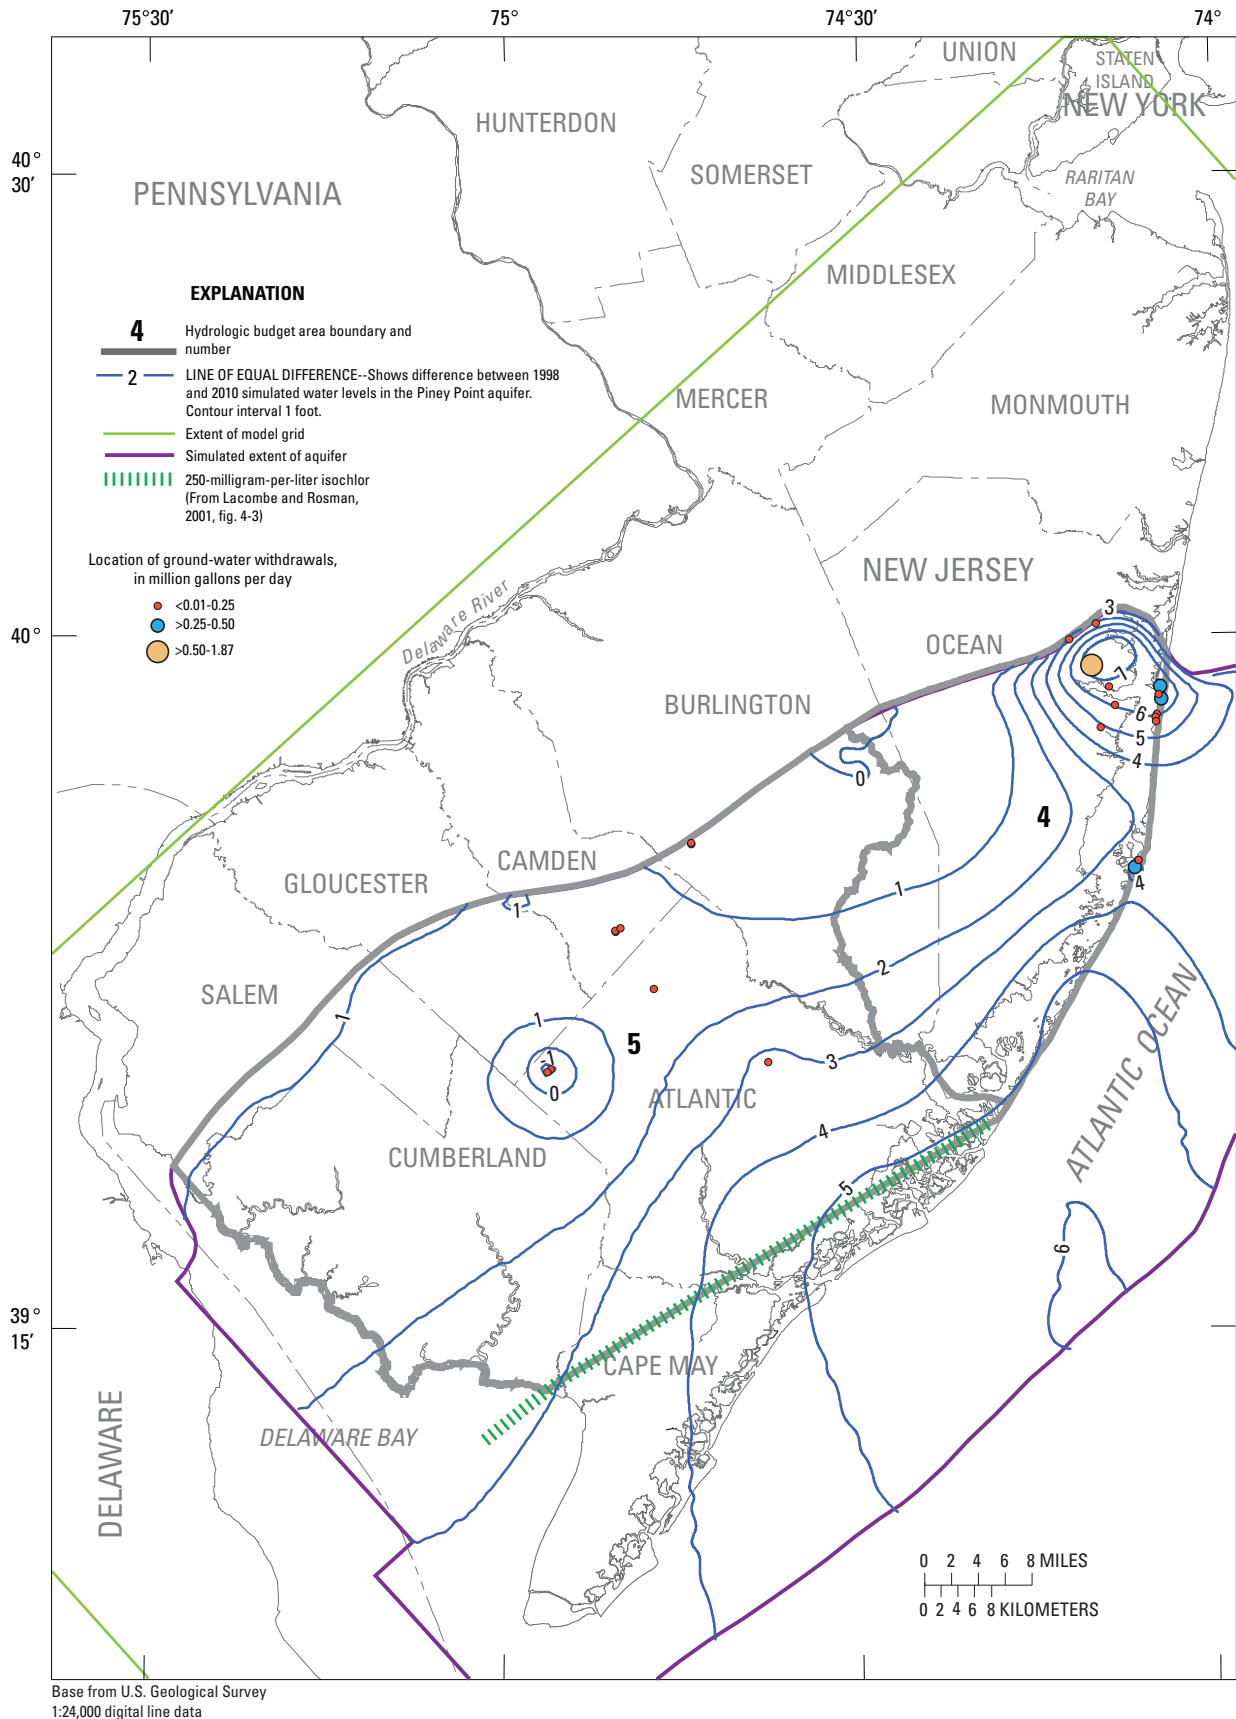 75°30′
75°
74°30′
74°
UNION
STATEN
ISLAND
NEW YORK
HUNTERDON
40°
30′
SOMERSET
RARITAN
BAY
PENNSYLVANIA
MIDDLESEX
EXPLANATION
4
Hydrologic budget area boundary and
number
2
LINE OF EQUAL DIFFERENCE--Shows difference between 1998
and 2010 simulated water levels in the Piney Point aquifer.
Contour interval 1 foot.
Extent of model grid
Simulated extent of aquifer
250-milligram-per-liter isochlor
(From Lacombe and Rosman,
2001, fig. 4-3)
Location of ground-water withdrawals,
in million gallons per day
<0.01-0.25
>0.25-0.50
>0.50-1.87
MERCER
MONMOUTH
NEW JERSEY
Delaware River
40°
3
OCEAN
7
BURLINGTON
6
5
4
0
4
CAMDEN
GLOUCESTER
4
1
1
2
SALEM
1
1
5
3
-1
0
ATLANTIC
4
ATLANTIC OCEAN
CUMBERLAND
5
6
39°
15′
CAPE MAY
DELAWARE
DELAWARE BAY
0 2 4 6 8 MILES
0 2 4 6 8 KILOMETERS
Base from U.S. Geological Survey
1:24,000 digital line data